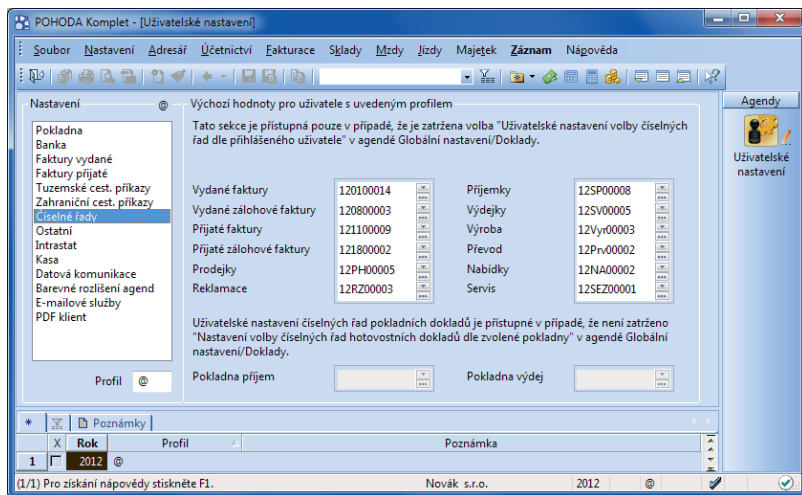 POHODA Komplet - [Uživatelské nastavení]
Soubor Nastavení Adresář Účetnictví Fakturace Sklady Mzdy Jízdy Majetek Záznam Nápověda
Nastavení @
Pokladna
Banka
Faktury vydané
Faktury přijaté
Tuzemské cest. příkazy
Zahraniční cest. příkazy
Číselné řady
Ostatní
Intrastat
Kasa
Datová komunikace
Barevné rozlišení agend
E-mailové služby
PDF klient
Profil @
Výchozí hodnoty pro uživatele s uvedeným profilem
Tato sekce je přístupná pouze v případě, že je zatržena volba "Uživatelské nastavení volby číselných
řad dle přihlášeného uživatele" v agendě Globální nastavení/Doklady.
Vydané faktury 120100014 Příjemky 12SP00008
Vydané zálohové faktury 120800003 Výdejky 12SV00005
Přijaté faktury 121100009 Výroba 12Vyr00003
Přijaté zálohové faktury 121800002 Převod 12Prv00002
Prodejky 12PH00005 Nabídky 12NA00002
Reklamace 12RZ00003 Servis 12SEZ00001
Uživatelské nastavení číselných řad pokladních dokladů je přístupné v případě, že není zatrženo
"Nastavení volby číselných řad hotovostních dokladů dle zvolené pokladny" v agendě Globální
nastavení/Doklady.
Pokladna příjem Pokladna výdej
Agendy
Uživatelské
nastavení
* Poznámky
X Rok Profil Poznámka
1 2012 @
(1/1) Pro získání nápovědy stiskněte F1. Novák s.r.o. 2012 @